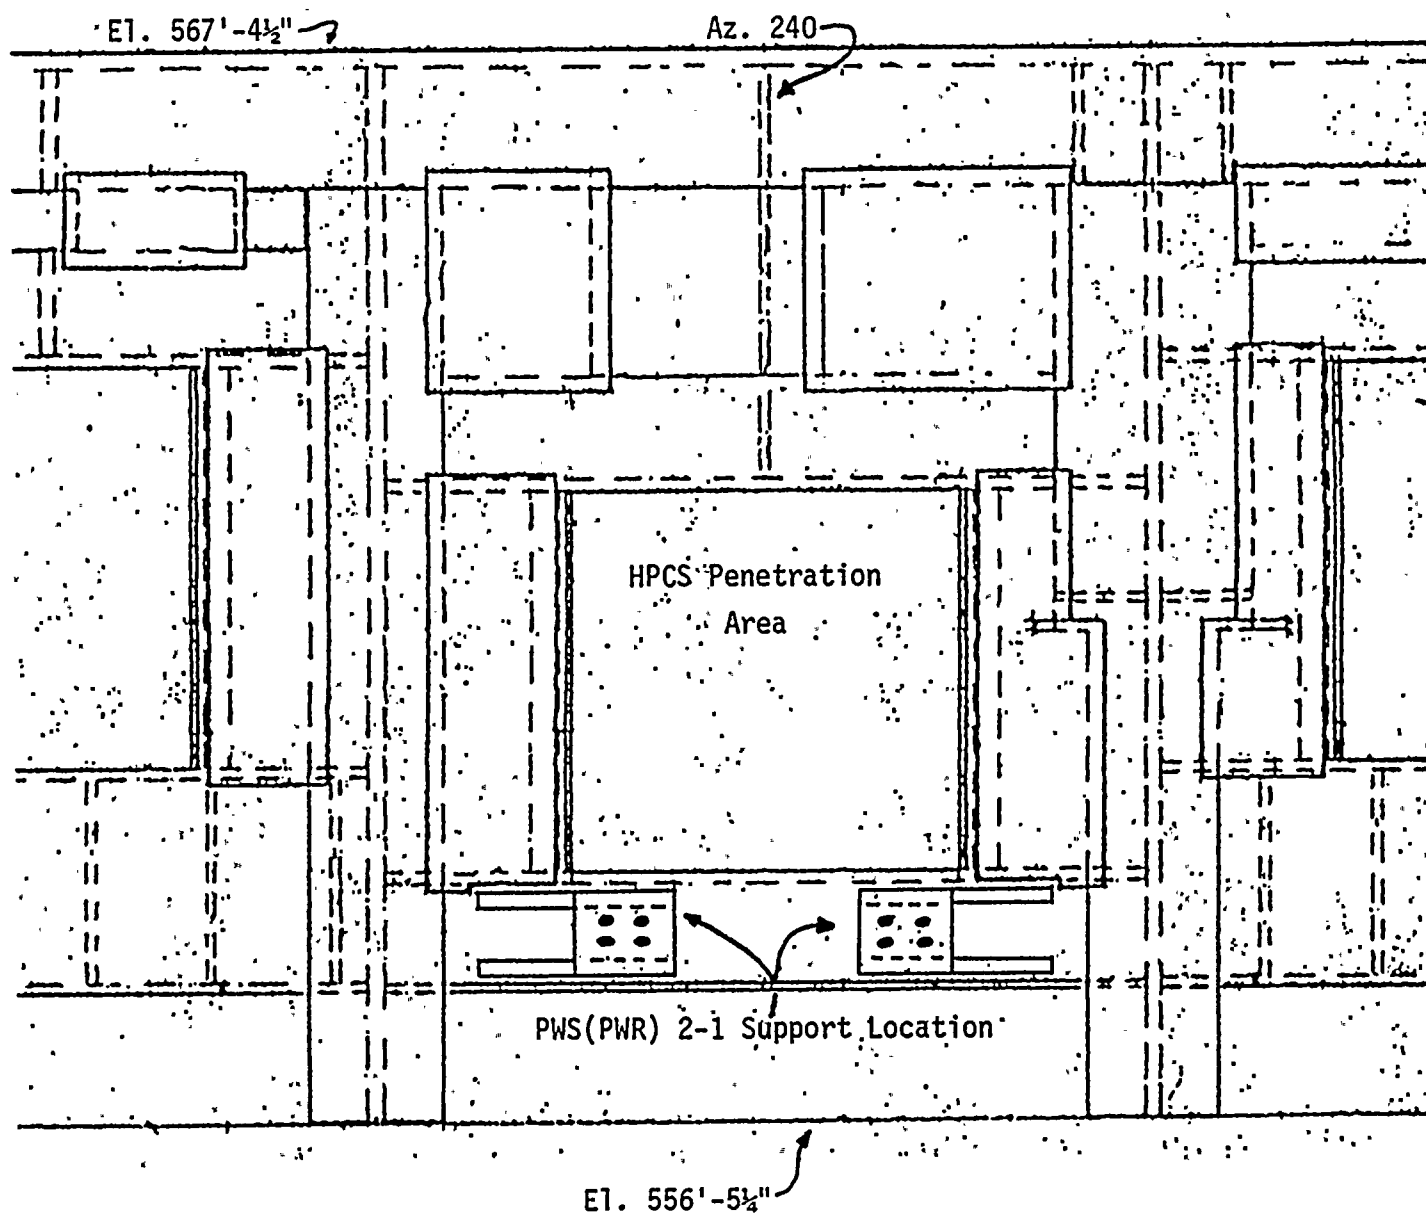 El. 567'-4½"
Az. 240
HPCS Penetration
Area
PWS(PWR) 2-1 Support Location
El. 556'-5¼"